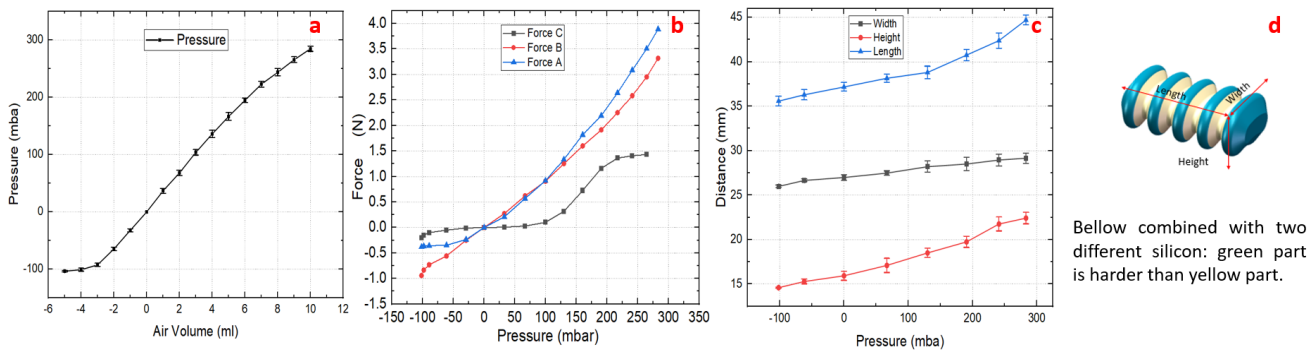 a
Pressure
300
200
100
0
-100
Pressure (mba)
-6 -4 -2 0 2 4 6 8 10 12
Air Volume (ml)
b
Force C
Force B
Force A
4.0
3.5
3.0
2.5
2.0
1.5
1.0
0.5
0.0
-0.5
-1.0
-1.5
Force (N)
-150 -100 -50 0 50 100 150 200 250 300 350
Pressure (mbar)
c
Width
Height
Length
45
40
35
30
25
20
15
Distance (mm)
-100 0 100 200 300
Pressure (mba)
d
Length
Width
Height
Bellow combined with two
different silicon: green part
is harder than yellow part.